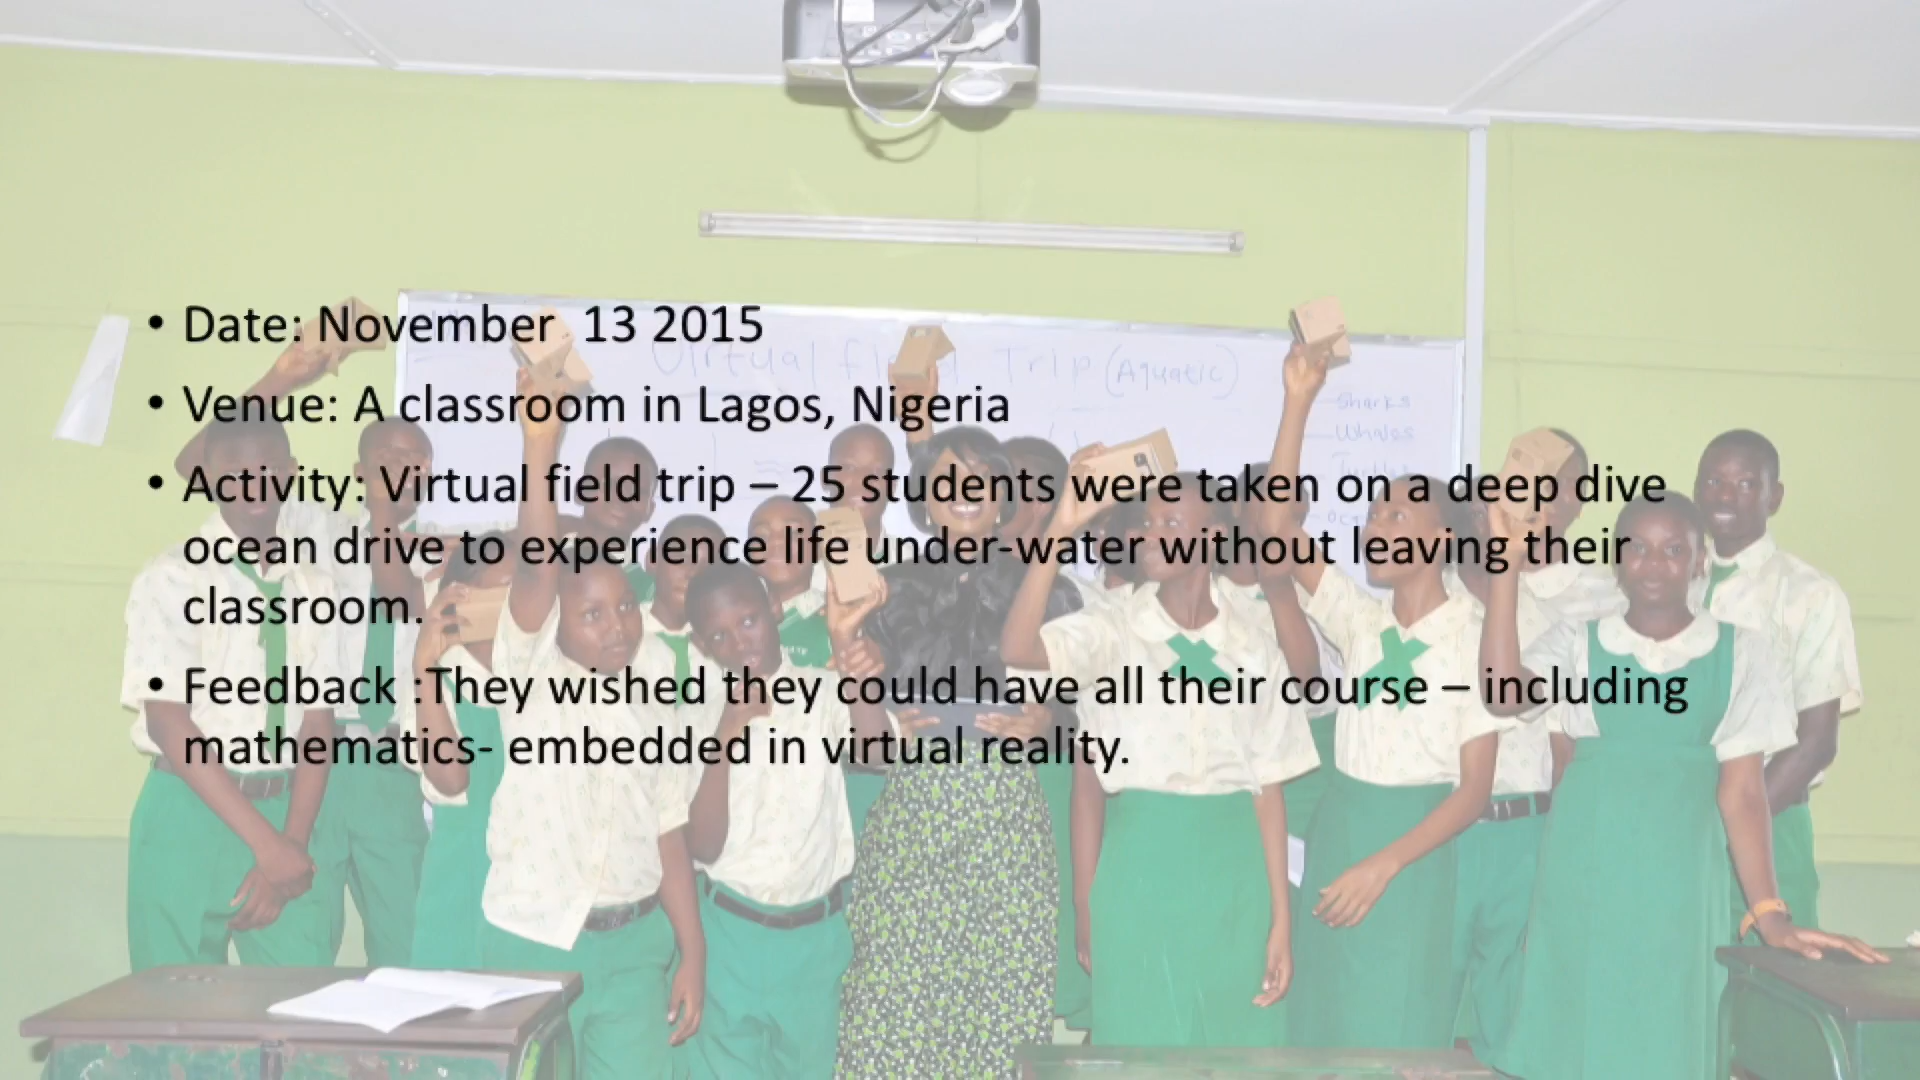 • Date: November  13 2015
• Venue: A classroom in Lagos, Nigeria
• Activity: Virtual field trip – 25 students were taken on a deep dive
ocean drive to experience life under-water without leaving their
classroom.
• Feedback :They wished they could have all their course – including
mathematics- embedded in virtual reality.
Virtual field Trip (Aquatic)
Sharks
Whales
Turtles